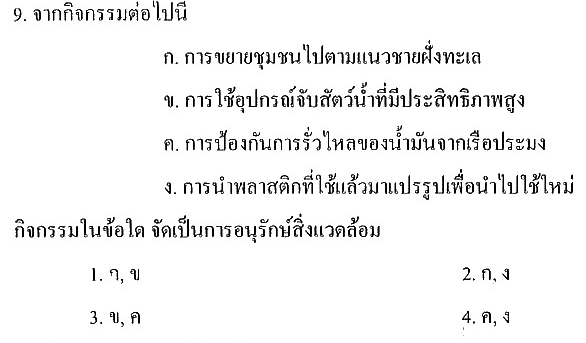 9. จากกิจกรรมต่อไปนี้
ก. การขยายชุมชนไปตามแนวชายฝั่งทะเล
ข. การใช้อุปกรณ์จับสัตว์น้ำที่มีประสิทธิภาพสูง
ค. การป้องกันการรั่วไหลของน้ำมันจากเรือประมง
ง. การนำพลาสติกที่ใช้แล้วมาแปรรูปเพื่อนำไปใช้ใหม่
กิจกรรมในข้อใด จัดเป็นการอนุรักษ์สิ่งแวดล้อม
1. ก, ข 2. ก, ง
3. ข, ค 4. ค, ง